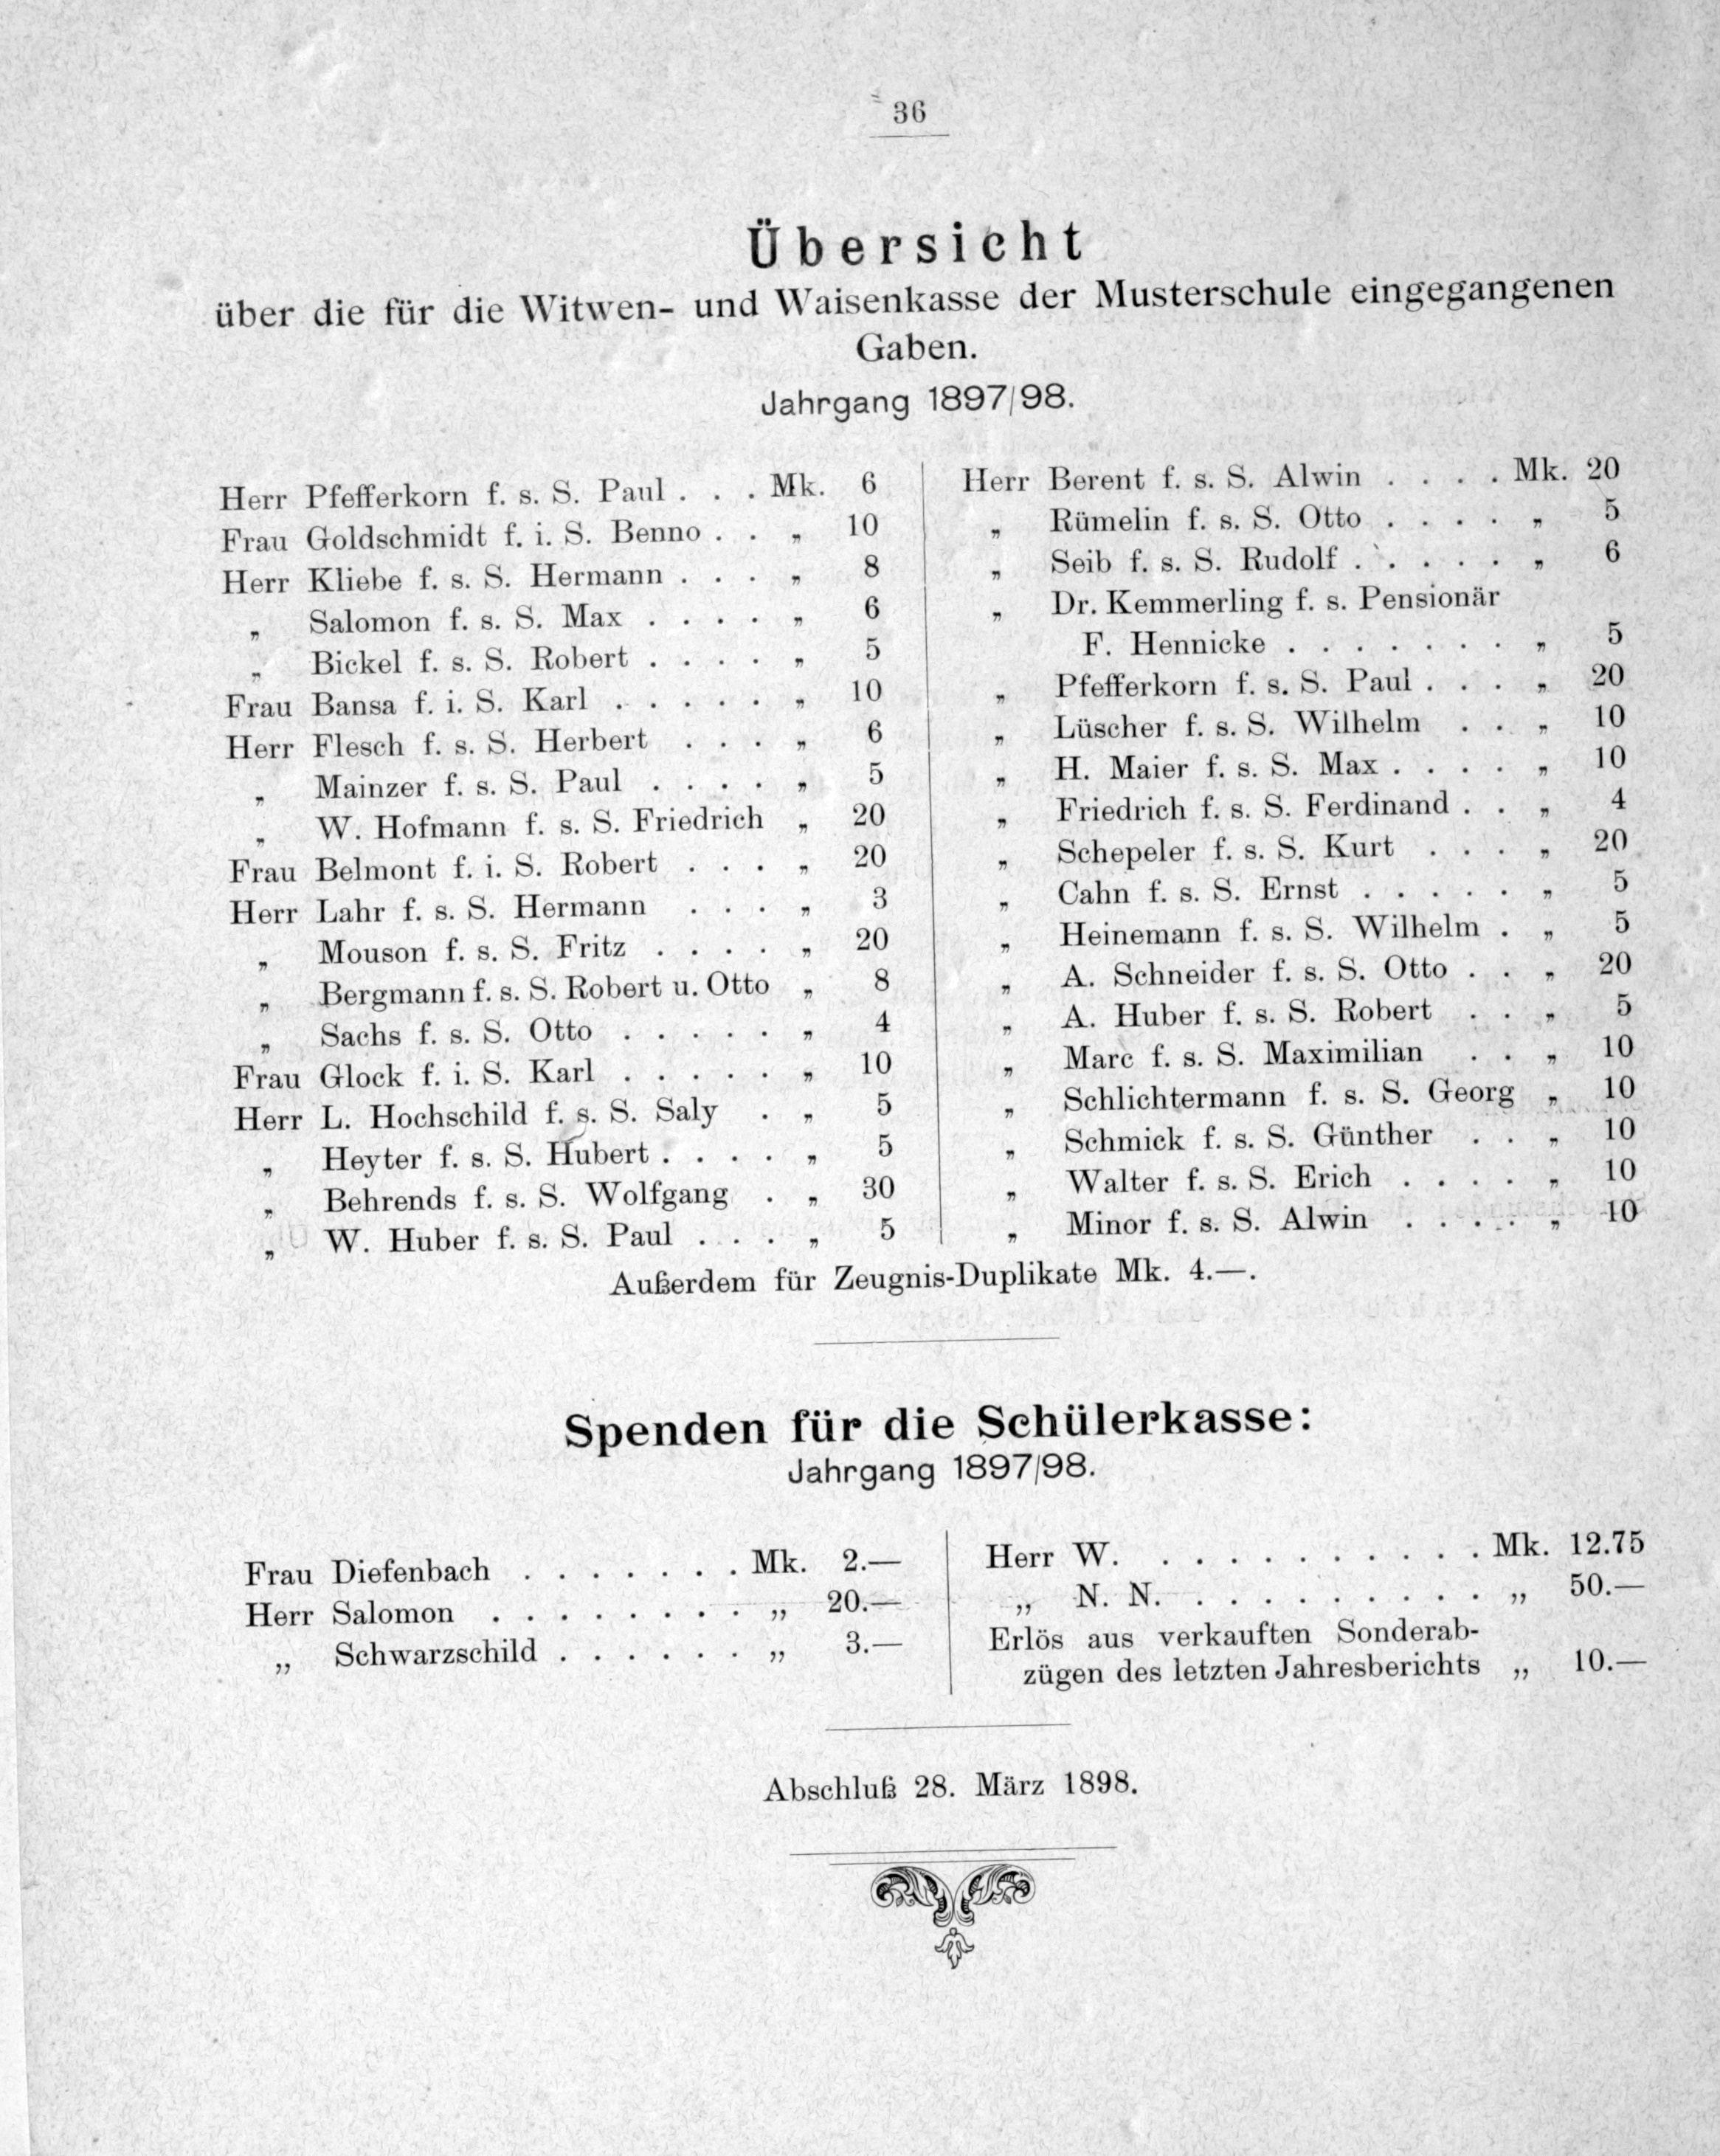 36
Übersicht
über die für die Witwen- und Waisenkasse der Musterschule eingegangenen
Gaben.
Jahrgang 1897/98.
Herr Pfefferkorn f. s. S. Paul . . . Mk. 6
Frau Goldschmidt f. i. S. Benno . . „ 10
Herr Kliebe f. s. S. Hermann . . . „ 8
„ Salomon f. s. S. Max . . . . „ 6
„ Bickel f. s. S. Robert . . . . „ 5
Frau Bansa f. i. S. Karl . . . . . „ 10
Herr Flesch f. s. S. Herbert . . . „ 6
„ Mainzer f. s. S. Paul . . . . „ 5
„ W. Hofmann f. s. S. Friedrich „ 20
Frau Belmont f. i. S. Robert . . . „ 20
Herr Lahr f. s. S. Hermann . . . „ 3
„ Mouson f. s. S. Fritz . . . . „ 20
„ Bergmann f. s. S. Robert u. Otto „ 8
„ Sachs f. s. S. Otto . . . . . „ 4
Frau Glock f. i. S. Karl . . . . . „ 10
Herr L. Hochschild f. s. S. Saly . „ 5
„ Heyter f. s. S. Hubert . . . . „ 5
„ Behrends f. s. S. Wolfgang . „ 30
„ W. Huber f. s. S. Paul . . . „ 5
Herr Berent f. s. S. Alwin . . . . Mk. 20
„ Rümelin f. s. S. Otto . . . . „ 5
„ Seib f. s. S. Rudolf . . . . . „ 6
„ Dr. Kemmerling f. s. Pensionär
F. Hennicke . . . . . . . „ 5
„ Pfefferkorn f. s. S. Paul . . . „ 20
„ Lüscher f. s. S. Wilhelm . . „ 10
„ H. Maier f. s. S. Max . . . . „ 10
„ Friedrich f. s. S. Ferdinand . . „ 4
„ Schepeler f. s. S. Kurt . . . „ 20
„ Cahn f. s. S. Ernst . . . . . „ 5
„ Heinemann f. s. S. Wilhelm . „ 5
„ A. Schneider f. s. S. Otto . . „ 20
„ A. Huber f. s. S. Robert . . „ 5
„ Marc f. s. S. Maximilian . . „ 10
„ Schlichtermann f. s. S. Georg „ 10
„ Schmick f. s. S. Günther . . „ 10
„ Walter f. s. S. Erich . . . . „ 10
„ Minor f. s. S. Alwin . . . . „ 10
Außerdem für Zeugnis-Duplikate Mk. 4.—.
Spenden für die Schülerkasse:
Jahrgang 1897/98.
Frau Diefenbach . . . . . . . Mk. 2.—
Herr Salomon . . . . . . . . „ 20.—
„ Schwarzschild . . . . . . „ 3.—
Herr W. . . . . . . . . . . Mk. 12.75
„ N. N. . . . . . . . . . „ 50.—
Erlös aus verkauften Sonderab-
zügen des letzten Jahresberichts „ 10.—
Abschluß 28. März 1898.